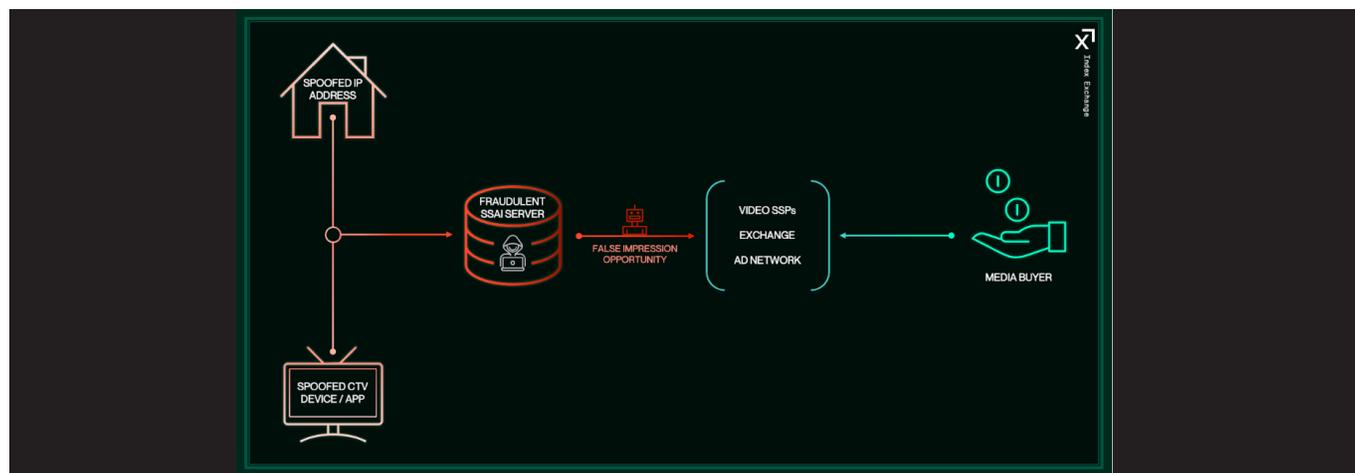 SPOOFED IP
ADDRESS
FRAUDULENT
SSAI SERVER
FALSE IMPRESSION
OPPORTUNITY
VIDEO SSPs
EXCHANGE
AD NETWORK
MEDIA BUYER
SPOOFED CTV
DEVICE / APP
Index Exchange